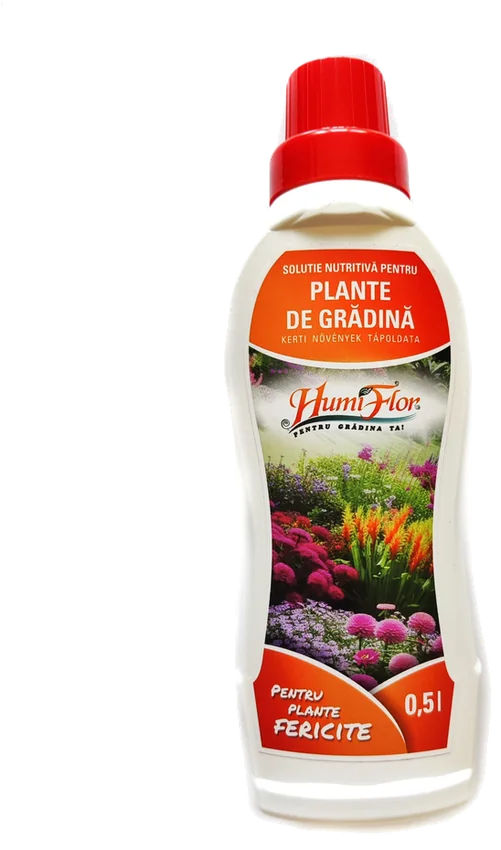 SOLUTIE NUTRITIVĂ PENTRU
PLANTE
DE GRĂDINĂ
KERTI NÖVÉNYEK TÁPOLDATA
HumiFlor
PENTRU GRĂDINA TA!
PENTRU
PLANTE
FERICITE
0,5 l